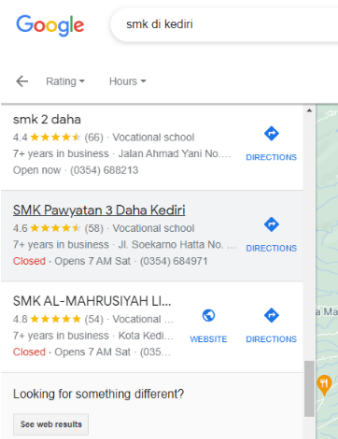 Google
smk di kediri
Rating
Hours
smk 2 daha
4.4 (66) · Vocational school
7+ years in business · Jalan Ahmad Yani No....
Open now · (0354) 688213
DIRECTIONS
SMK Pawyatan 3 Daha Kediri
4.6 (58) · Vocational school
7+ years in business · Jl. Soekarno Hatta No. ...
Closed · Opens 7 AM Sat · (0354) 684971
DIRECTIONS
SMK AL-MAHRUSIYAH LI...
4.8 (54) · Vocational ...
7+ years in business · Kota Kedi...
Closed · Opens 7 AM Sat · (035...
WEBSITE
DIRECTIONS
a Ma
Looking for something different?
See web results